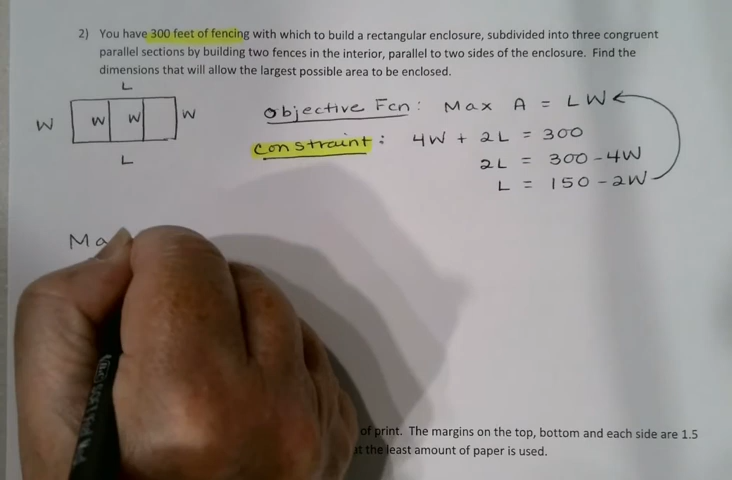 2) You have 300 feet of fencing with which to build a rectangular enclosure, subdivided into three congruent
parallel sections by building two fences in the interior, parallel to two sides of the enclosure. Find the
dimensions that will allow the largest possible area to be enclosed.
L
W W W W
L
Objective Fcn: Max A = LW
Constraint: 4W + 2L = 300
2L = 300 - 4W
L = 150 - 2W
Ma
of print. The margins on the top, bottom and each side are 1.5
the least amount of paper is used.